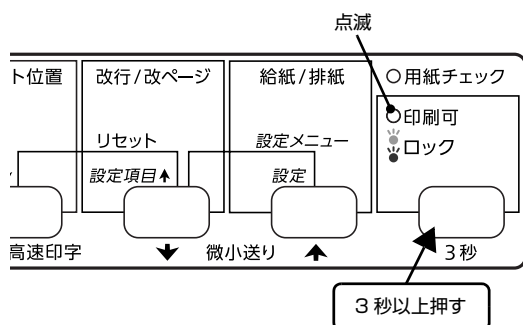 点滅
ト位置
改行/改ページ
給紙/排紙
用紙チェック
印刷可
ロック
リセット
設定メニュー
設定項目
設定
高速印字
微小送り
3秒
3秒以上押す